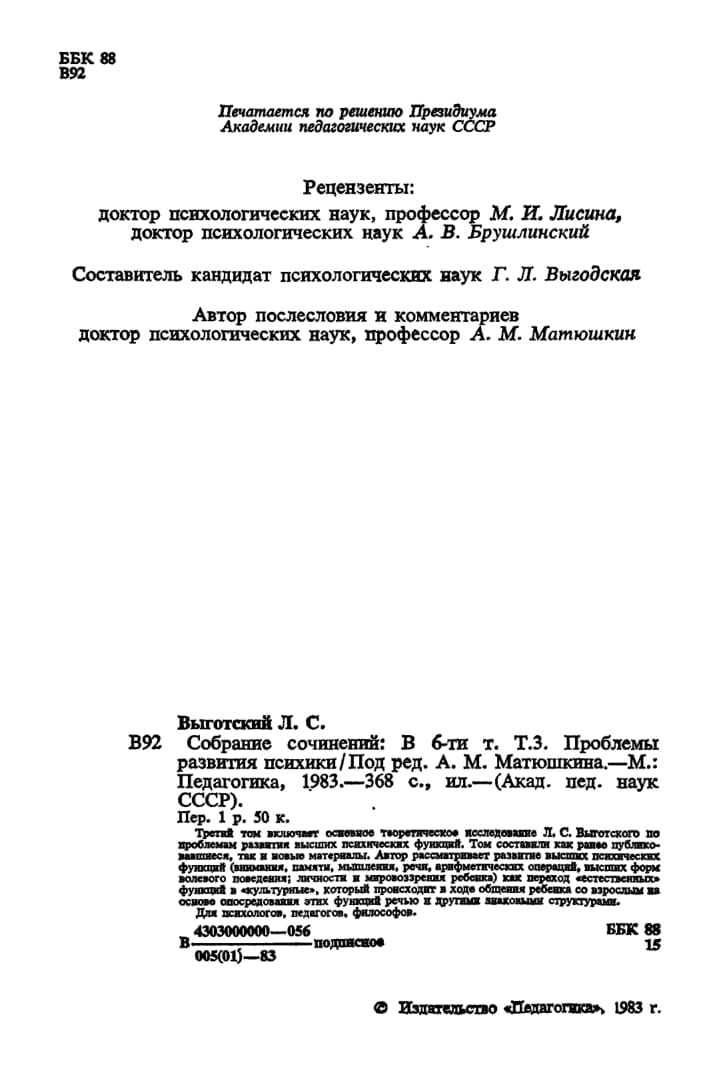 ББК 88
В92
Печатается по решению Президиума
Академии педагогических наук СССР
Рецензенты:
доктор психологических наук, профессор М. И. Лисина,
доктор психологических наук А. В. Брушлинский
Составитель кандидат психологических наук Г. Л. Выгодская
Автор послесловия и комментариев
доктор психологических наук, профессор А. М. Матюшкин
Выготский Л. С.
В92 Собрание сочинений: В 6-ти т. Т.3. Проблемы
развития психики/Под ред. А. М. Матюшкина.—М.:
Педагогика, 1983.—368 с., ил.—(Акад. пед. наук
СССР).
Пер. 1 р. 50 к.
Третий том включает основное теоретическое исследование Л. С. Выготского по
проблемам развития высших психических функций. Том составили как ранее публико-
вавшиеся, так и новые материалы. Автор рассматривает развитие высших психических
функций (внимания, памяти, мышления, речи, арифметических операций, высших форм
волевого поведения; личности и мировоззрения ребенка) как переход «естественных»
функций в «культурные», который происходит в ходе общения ребенка со взрослым на
основе опосредования этих функций речью и другими знаковыми структурами.
Для психологов, педагогов, философов.
4303000000—056 ББК 88
В————подписное 15
005(01)—83
© Издательство «Педагогика», 1983 г.